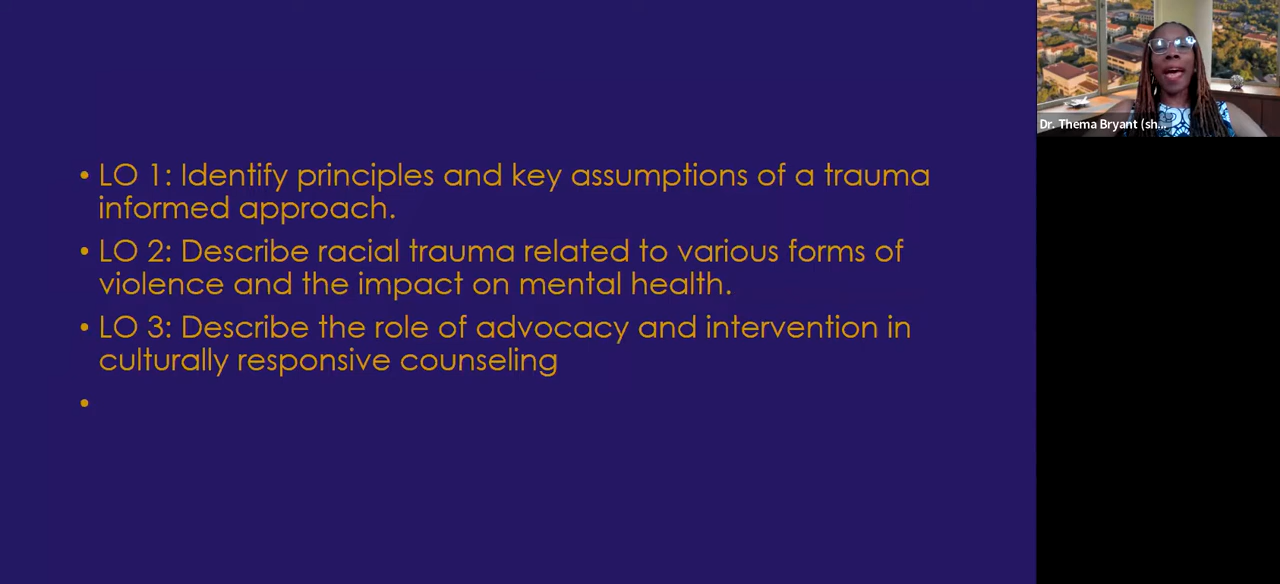 • LO 1: Identify principles and key assumptions of a trauma
informed approach.
• LO 2: Describe racial trauma related to various forms of
violence and the impact on mental health.
• LO 3: Describe the role of advocacy and intervention in
culturally responsive counseling
•
Dr. Thema Bryant (sh...